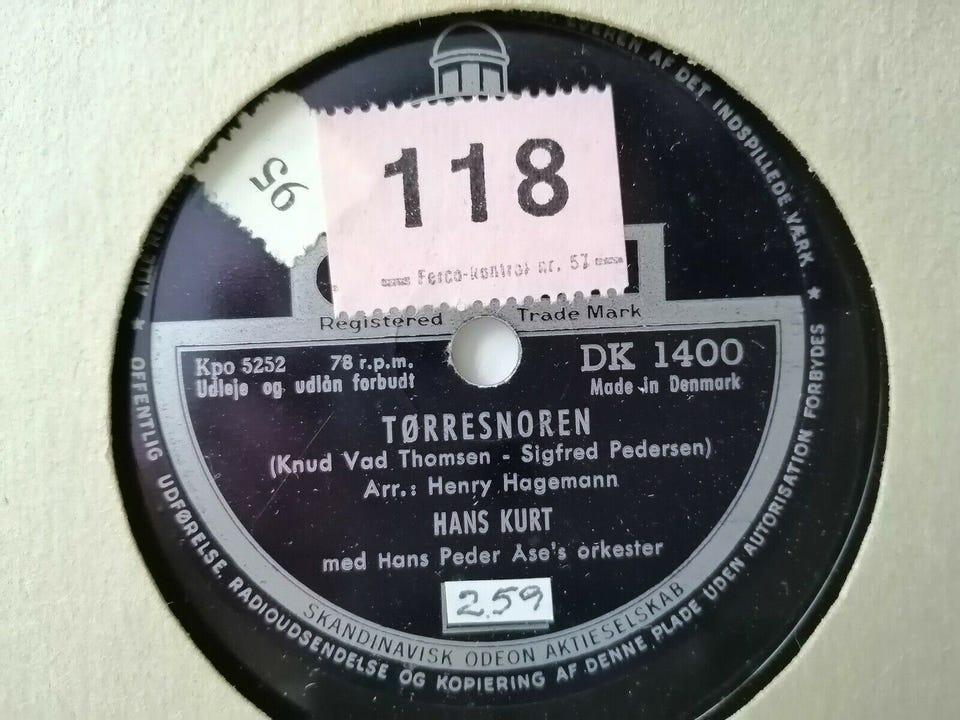 118
95
Ferco-kontrol nr. 57
Registered Trade Mark
Kpo 5252 78 r.p.m. DK 1400
Udleje og udlån forbudt Made in Denmark
TØRRESNOREN
(Knud Vad Thomsen - Sigfred Pedersen)
Arr.: Henry Hagemann
HANS KURT
med Hans Peder Åse's orkester
2.59
SKANDINAVISK ODEON AKTIESELSKAB
AF DET INDSPILLEDE VÆRK ★
★ OFFENTLIG UDFØRELSE, RADIOUDSENDELSE OG KOPIERING AF DENNE PLADE UDEN AUTORISATION FORBYDES